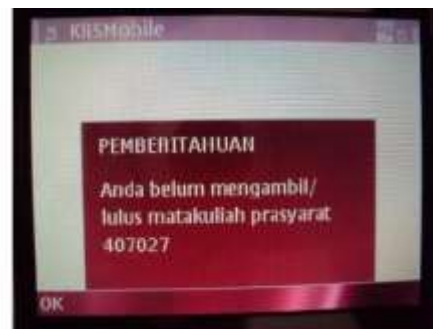 KRSMobile
PEMBERITAHUAN
Anda belum mengambil/
lulus matakuliah prasyarat
407027
OK